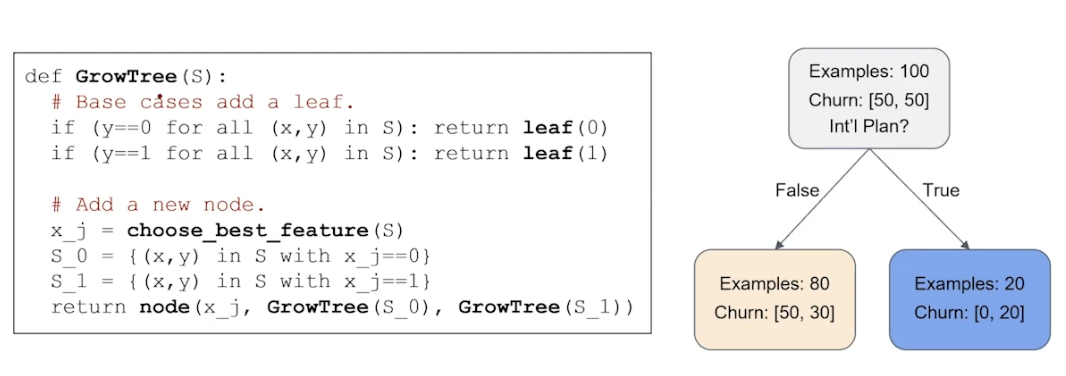 def GrowTree(S):
# Base cases add a leaf.
if (y==0 for all (x,y) in S): return leaf(0)
if (y==1 for all (x,y) in S): return leaf(1)
# Add a new node.
x_j = choose_best_feature(S)
S_0 = {(x,y) in S with x_j==0}
S_1 = {(x,y) in S with x_j==1}
return node(x_j, GrowTree(S_0), GrowTree(S_1))
Examples: 100
Churn: [50, 50]
Int'l Plan?
False
True
Examples: 80
Churn: [50, 30]
Examples: 20
Churn: [0, 20]